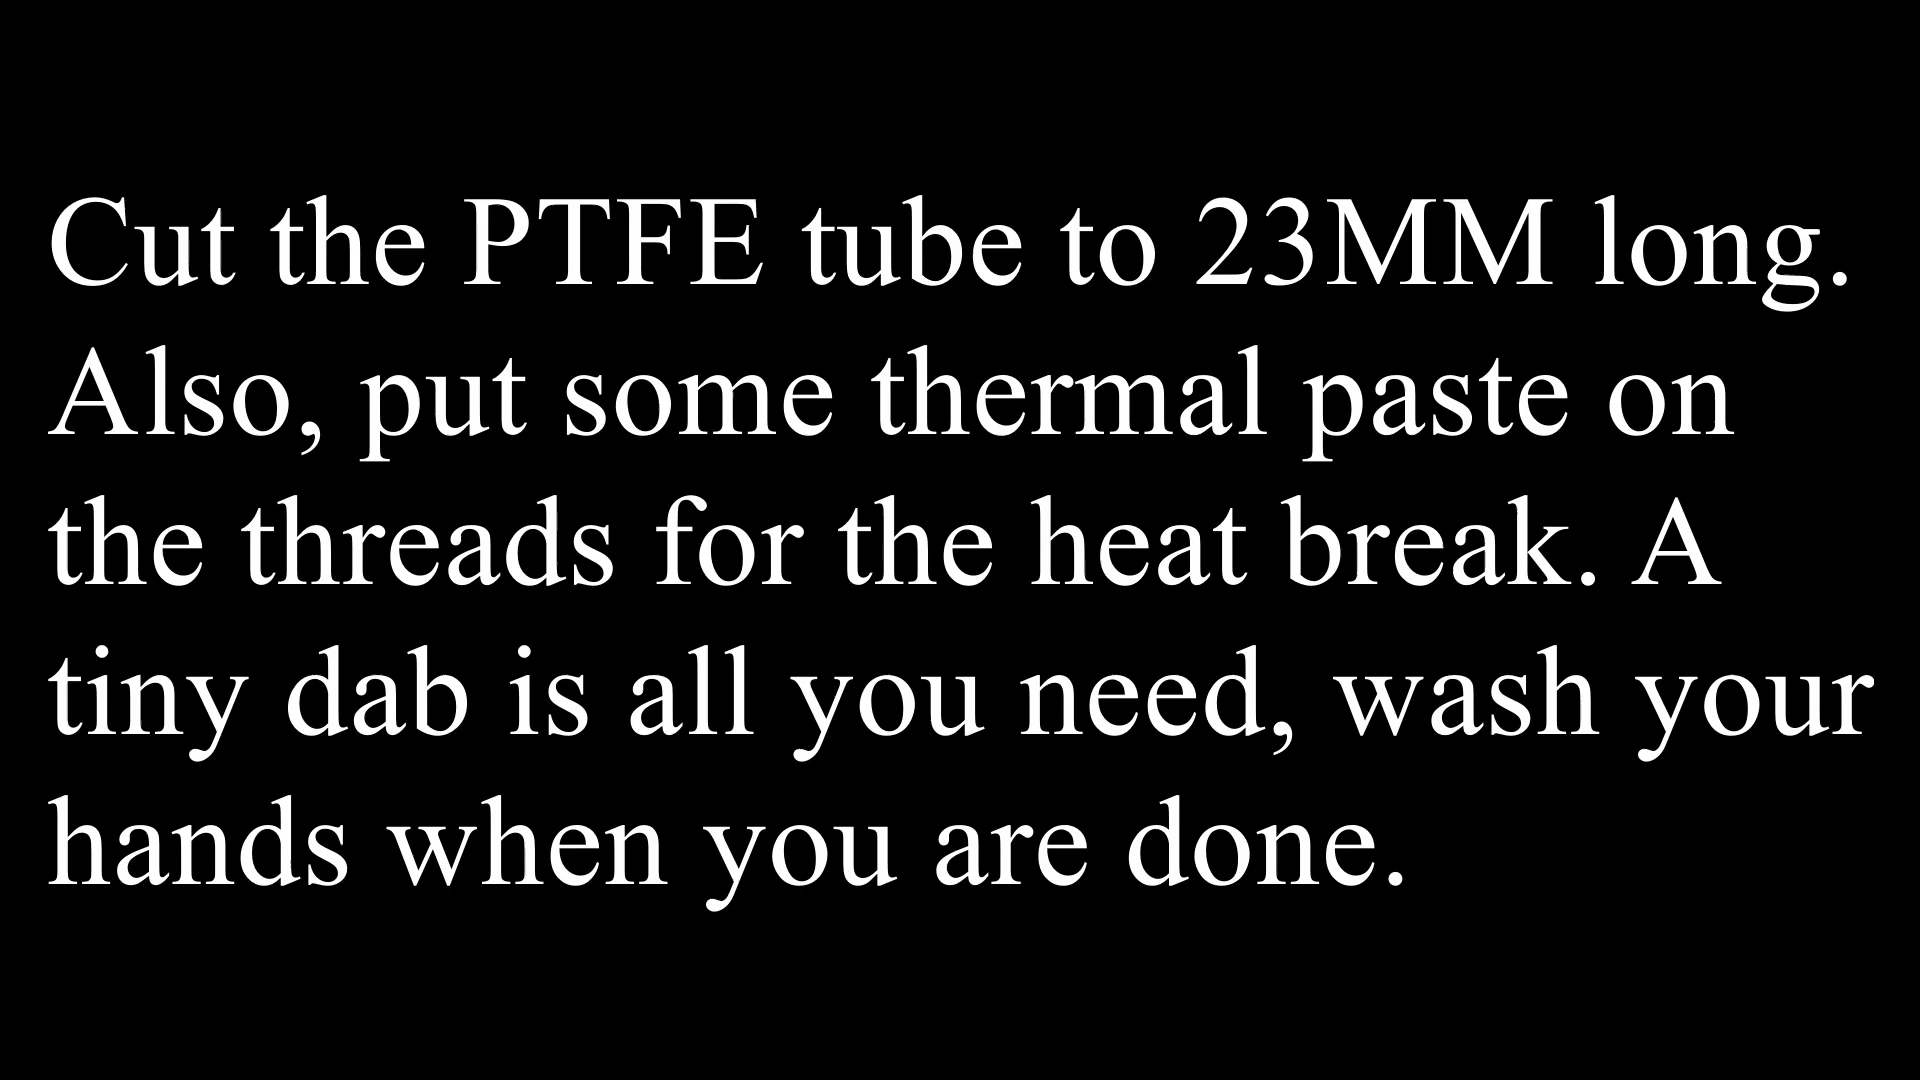 Cut the PTFE tube to 23MM long.
Also, put some thermal paste on
the threads for the heat break. A
tiny dab is all you need, wash your
hands when you are done.